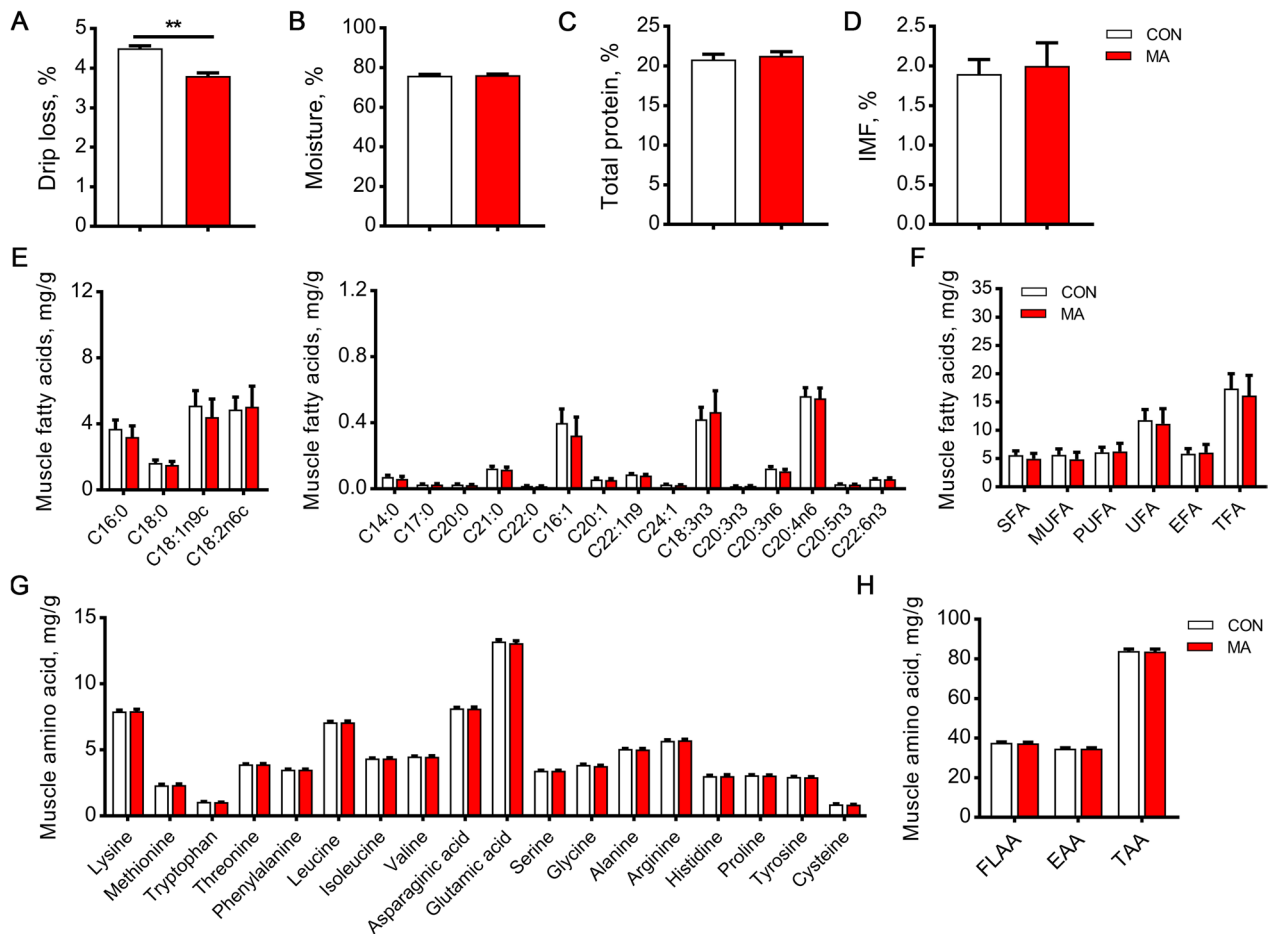 A
Drip loss, %
5
4
3
2
1
0
**
B
Moisture, %
100
80
60
40
20
0
C
Total protein, %
25
20
15
10
5
0
D
IMF, %
2.5
2.0
1.5
1.0
0.5
0.0
CON
MA
E
Muscle fatty acids, mg/g
12
8
4
0
C16:0
C18:0
C18:1n9c
C18:2n6c
Muscle fatty acids, mg/g
1.2
0.8
0.4
0.0
C14:0
C17:0
C20:0
C21:0
C22:0
C16:1
C20:1
C22:1n9
C24:1
C18:3n3
C20:3n3
C20:3n6
C20:4n6
C20:5n3
C22:6n3
F
Muscle fatty acids, mg/g
35
30
25
20
15
10
5
0
CON
MA
SFA
MUFA
PUFA
UFA
EFA
TFA
G
Muscle amino acid, mg/g
15
10
5
0
Lysine
Methionine
Tryptophan
Threonine
Phenylalanine
Leucine
Isoleucine
Valine
Asparaginic acid
Glutamic acid
Serine
Glycine
Alanine
Arginine
Histidine
Proline
Tyrosine
Cysteine
H
Muscle amino acid, mg/g
100
80
60
40
20
0
FLAA
EAA
TAA
CON
MA